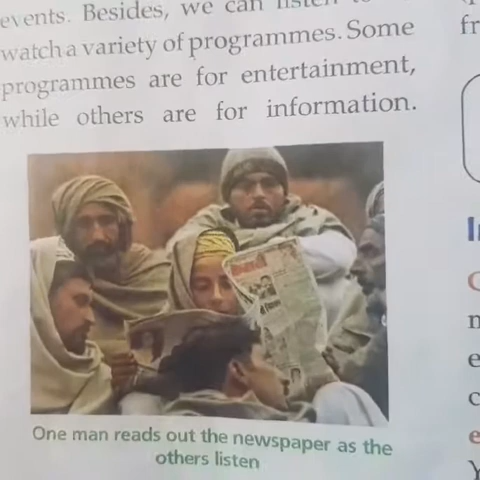 events. Besides, we can listen
watch a variety of programmes. Some
programmes are for entertainment,
while others are for information.
One man reads out the newspaper as the
others listen